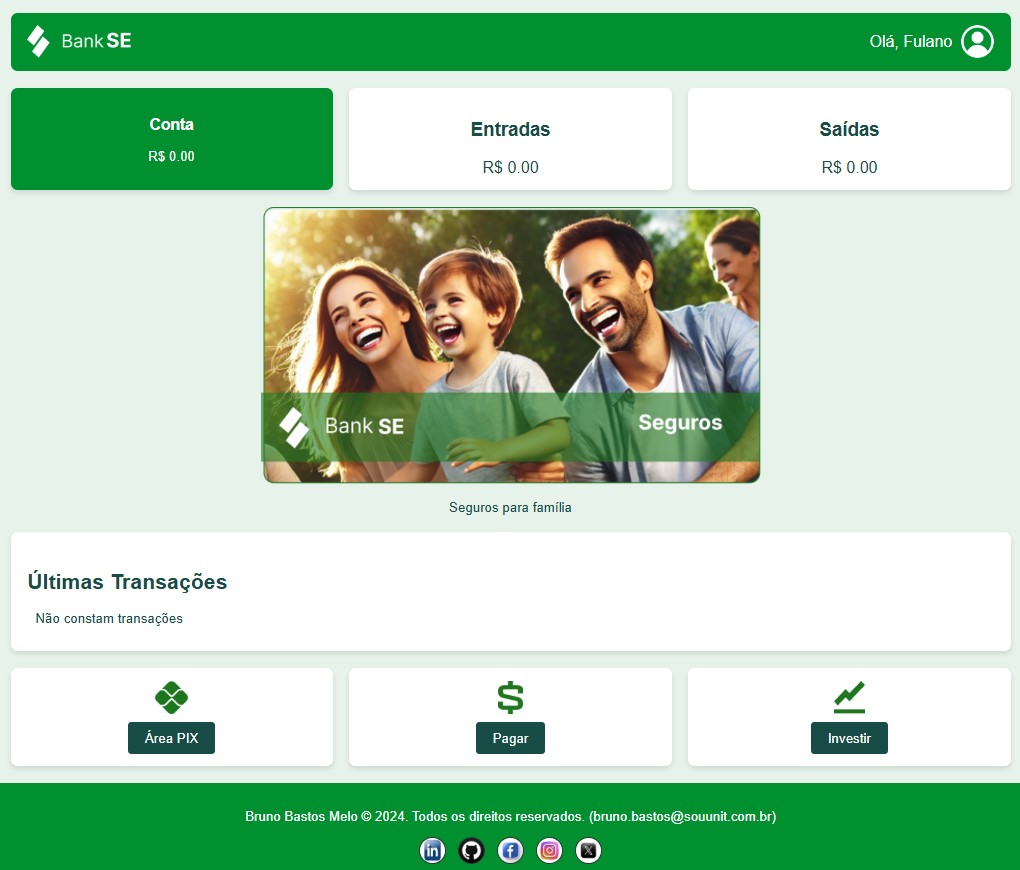 Bank SE
Olá, Fulano
Conta
R$ 0.00
Entradas
R$ 0.00
Saídas
R$ 0.00
Bank SE
Seguros
Seguros para família
Últimas Transações
Não constam transações
$
Área PIX
Pagar
Investir
Bruno Bastos Melo © 2024. Todos os direitos reservados. (bruno.bastos@souunit.com.br)
in
f
X